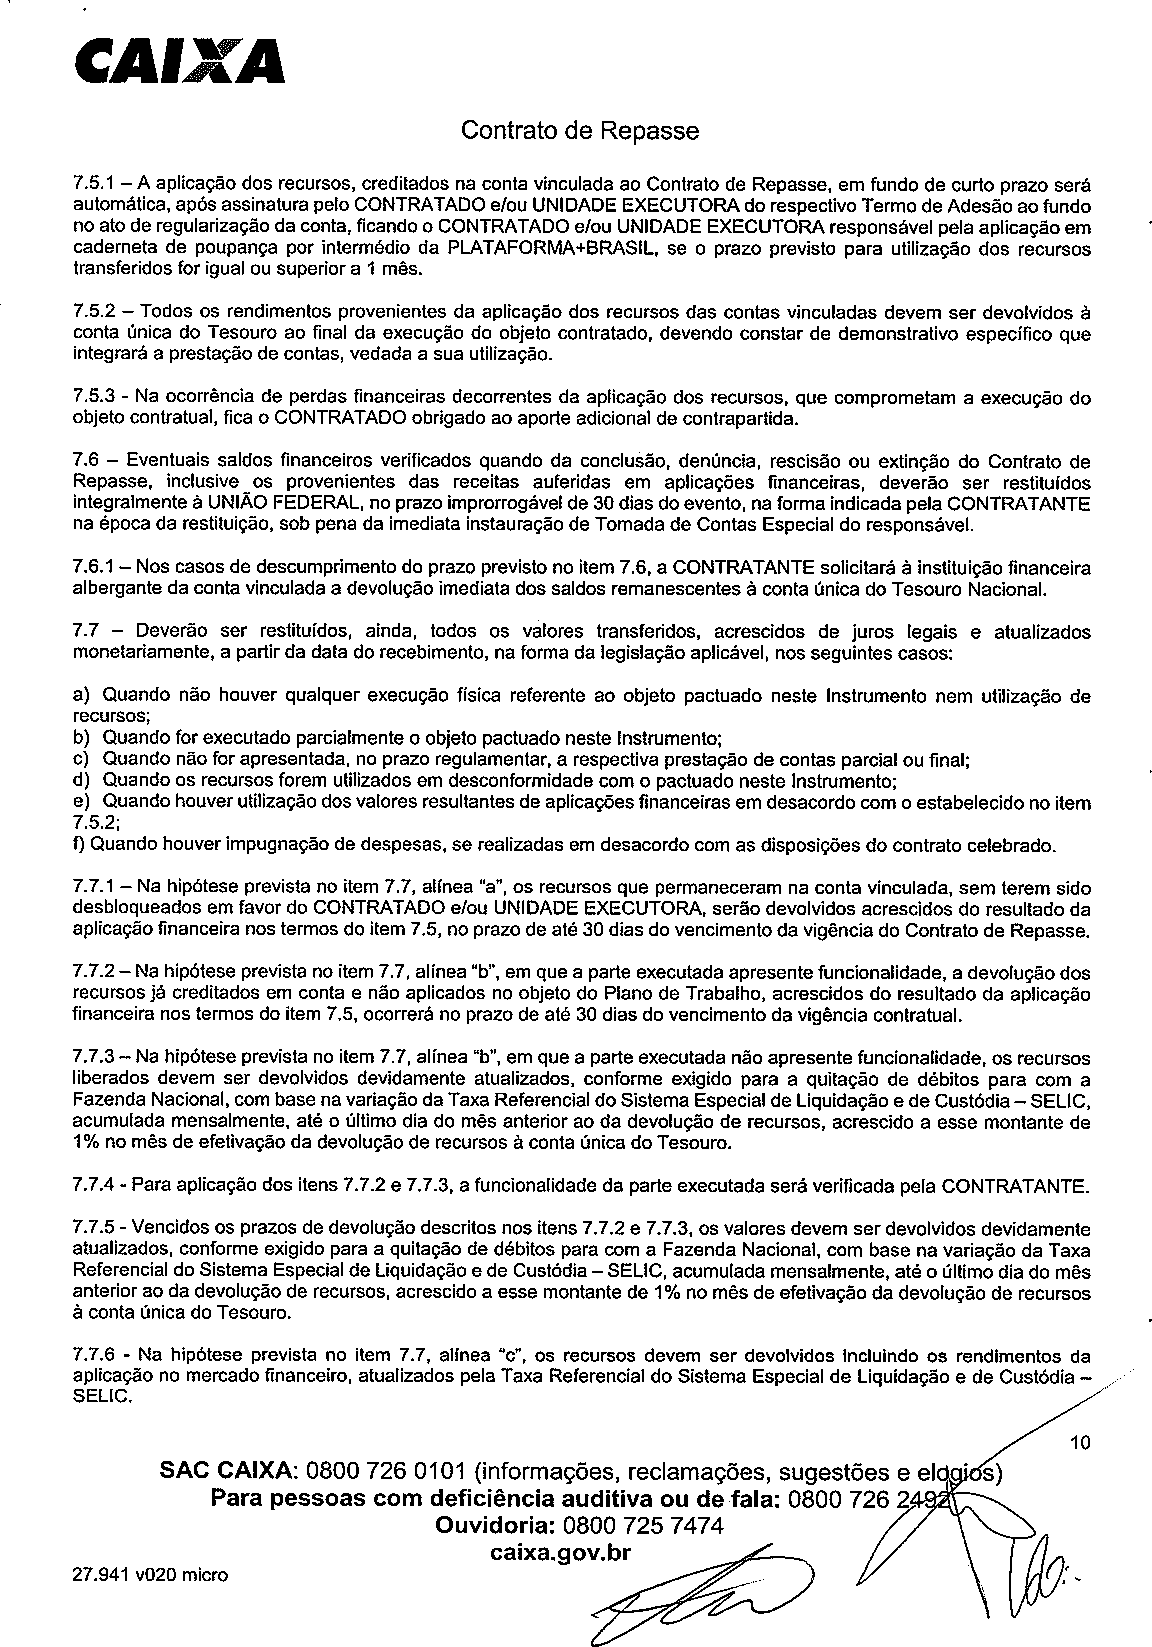 CAIXA
Contrato de Repasse
7.5.1 – A aplicação dos recursos, creditados na conta vinculada ao Contrato de Repasse, em fundo de curto prazo será
automática, após assinatura pelo CONTRATADO e/ou UNIDADE EXECUTORA do respectivo Termo de Adesão ao fundo
no ato de regularização da conta, ficando o CONTRATADO e/ou UNIDADE EXECUTORA responsável pela aplicação em
caderneta de poupança por intermédio da PLATAFORMA+BRASIL, se o prazo previsto para utilização dos recursos
transferidos for igual ou superior a 1 mês.
7.5.2 – Todos os rendimentos provenientes da aplicação dos recursos das contas vinculadas devem ser devolvidos à
conta única do Tesouro ao final da execução do objeto contratado, devendo constar de demonstrativo específico que
integrará a prestação de contas, vedada a sua utilização.
7.5.3 - Na ocorrência de perdas financeiras decorrentes da aplicação dos recursos, que comprometam a execução do
objeto contratual, fica o CONTRATADO obrigado ao aporte adicional de contrapartida.
7.6 – Eventuais saldos financeiros verificados quando da conclusão, denúncia, rescisão ou extinção do Contrato de
Repasse, inclusive os provenientes das receitas auferidas em aplicações financeiras, deverão ser restituídos
integralmente à UNIÃO FEDERAL, no prazo improrrogável de 30 dias do evento, na forma indicada pela CONTRATANTE
na época da restituição, sob pena da imediata instauração de Tomada de Contas Especial do responsável.
7.6.1 – Nos casos de descumprimento do prazo previsto no item 7.6, a CONTRATANTE solicitará à instituição financeira
albergante da conta vinculada a devolução imediata dos saldos remanescentes à conta única do Tesouro Nacional.
7.7 – Deverão ser restituídos, ainda, todos os valores transferidos, acrescidos de juros legais e atualizados
monetariamente, a partir da data do recebimento, na forma da legislação aplicável, nos seguintes casos:
a) Quando não houver qualquer execução física referente ao objeto pactuado neste Instrumento nem utilização de
recursos;
b) Quando for executado parcialmente o objeto pactuado neste Instrumento;
c) Quando não for apresentada, no prazo regulamentar, a respectiva prestação de contas parcial ou final;
d) Quando os recursos forem utilizados em desconformidade com o pactuado neste Instrumento;
e) Quando houver utilização dos valores resultantes de aplicações financeiras em desacordo com o estabelecido no item
7.5.2;
f) Quando houver impugnação de despesas, se realizadas em desacordo com as disposições do contrato celebrado.
7.7.1 – Na hipótese prevista no item 7.7, alínea “a”, os recursos que permaneceram na conta vinculada, sem terem sido
desbloqueados em favor do CONTRATADO e/ou UNIDADE EXECUTORA, serão devolvidos acrescidos do resultado da
aplicação financeira nos termos do item 7.5, no prazo de até 30 dias do vencimento da vigência do Contrato de Repasse.
7.7.2 – Na hipótese prevista no item 7.7, alínea “b”, em que a parte executada apresente funcionalidade, a devolução dos
recursos já creditados em conta e não aplicados no objeto do Plano de Trabalho, acrescidos do resultado da aplicação
financeira nos termos do item 7.5, ocorrerá no prazo de até 30 dias do vencimento da vigência contratual.
7.7.3 – Na hipótese prevista no item 7.7, alínea “b”, em que a parte executada não apresente funcionalidade, os recursos
liberados devem ser devolvidos devidamente atualizados, conforme exigido para a quitação de débitos para com a
Fazenda Nacional, com base na variação da Taxa Referencial do Sistema Especial de Liquidação e de Custódia – SELIC,
acumulada mensalmente, até o último dia do mês anterior ao da devolução de recursos, acrescido a esse montante de
1% no mês de efetivação da devolução de recursos à conta única do Tesouro.
7.7.4 - Para aplicação dos itens 7.7.2 e 7.7.3, a funcionalidade da parte executada será verificada pela CONTRATANTE.
7.7.5 - Vencidos os prazos de devolução descritos nos itens 7.7.2 e 7.7.3, os valores devem ser devolvidos devidamente
atualizados, conforme exigido para a quitação de débitos para com a Fazenda Nacional, com base na variação da Taxa
Referencial do Sistema Especial de Liquidação e de Custódia – SELIC, acumulada mensalmente, até o último dia do mês
anterior ao da devolução de recursos, acrescido a esse montante de 1% no mês de efetivação da devolução de recursos
à conta única do Tesouro.
7.7.6 - Na hipótese prevista no item 7.7, alínea “c”, os recursos devem ser devolvidos incluindo os rendimentos da
aplicação no mercado financeiro, atualizados pela Taxa Referencial do Sistema Especial de Liquidação e de Custódia –
SELIC.
10
SAC CAIXA: 0800 726 0101 (informações, reclamações, sugestões e elogios)
Para pessoas com deficiência auditiva ou de fala: 0800 726 2492
Ouvidoria: 0800 725 7474
caixa.gov.br
27.941 v020 micro